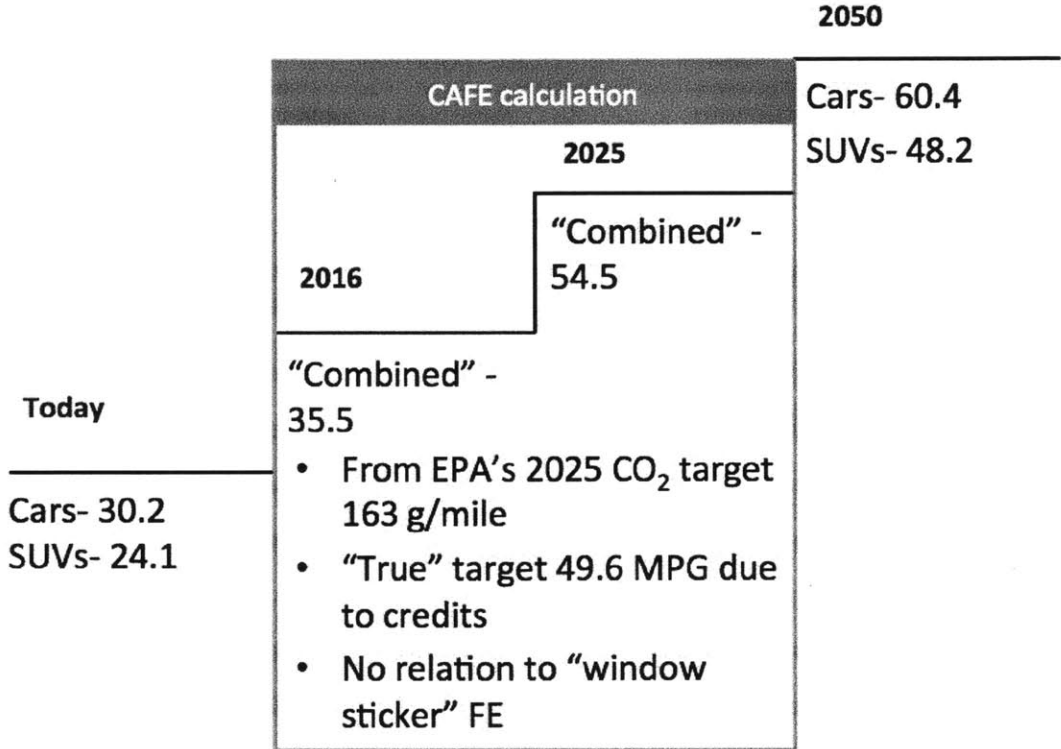 2050
CAFE calculation
Cars- 60.4
SUVs- 48.2
2025
"Combined" -
54.5
2016
"Combined" -
35.5
Today
Cars- 30.2
SUVs- 24.1
• From EPA's 2025 CO₂ target
163 g/mile
• "True" target 49.6 MPG due
to credits
• No relation to "window
sticker" FE